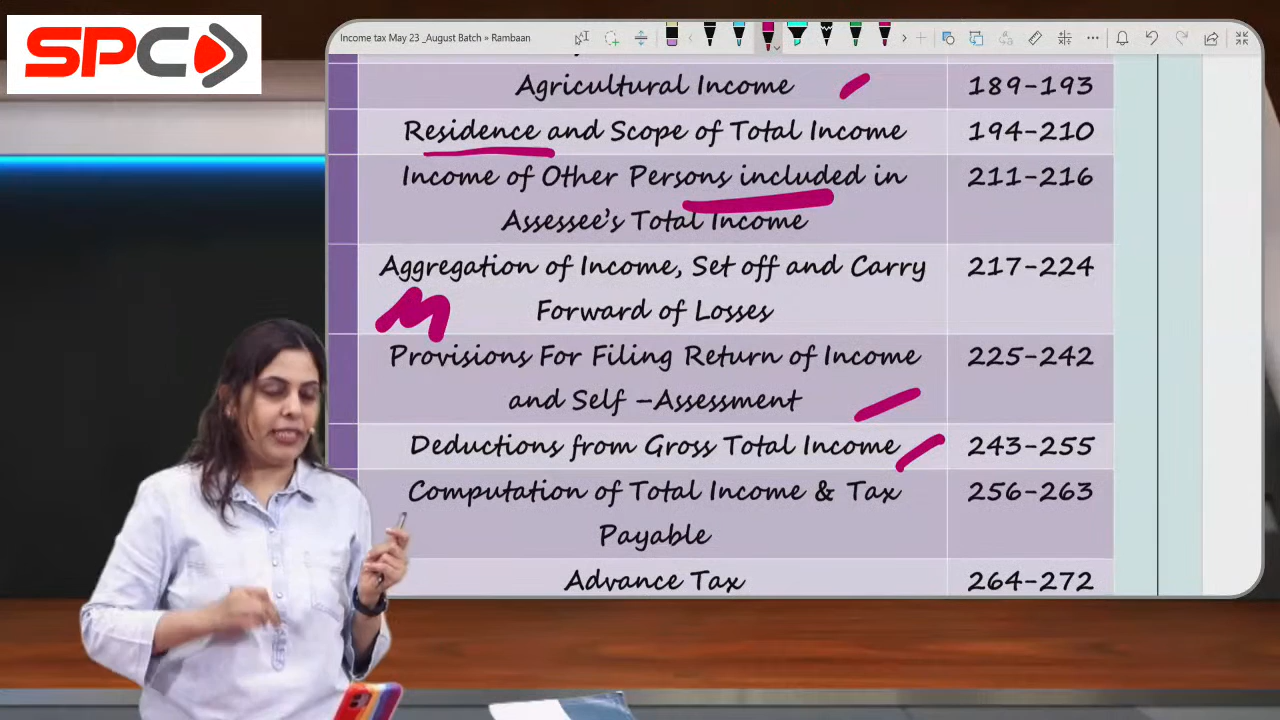 SPC
Income tax May 23 _August Batch » Rambaan
Agricultural Income 189-193
Residence and Scope of Total Income 194-210
Income of Other Persons included in 211-216
Assessee's Total Income
Aggregation of Income, Set off and Carry 217-224
Forward of Losses
Provisions For Filing Return of Income 225-242
and Self –Assessment
Deductions from Gross Total Income 243-255
Computation of Total Income & Tax 256-263
Payable
Advance Tax 264-272
M